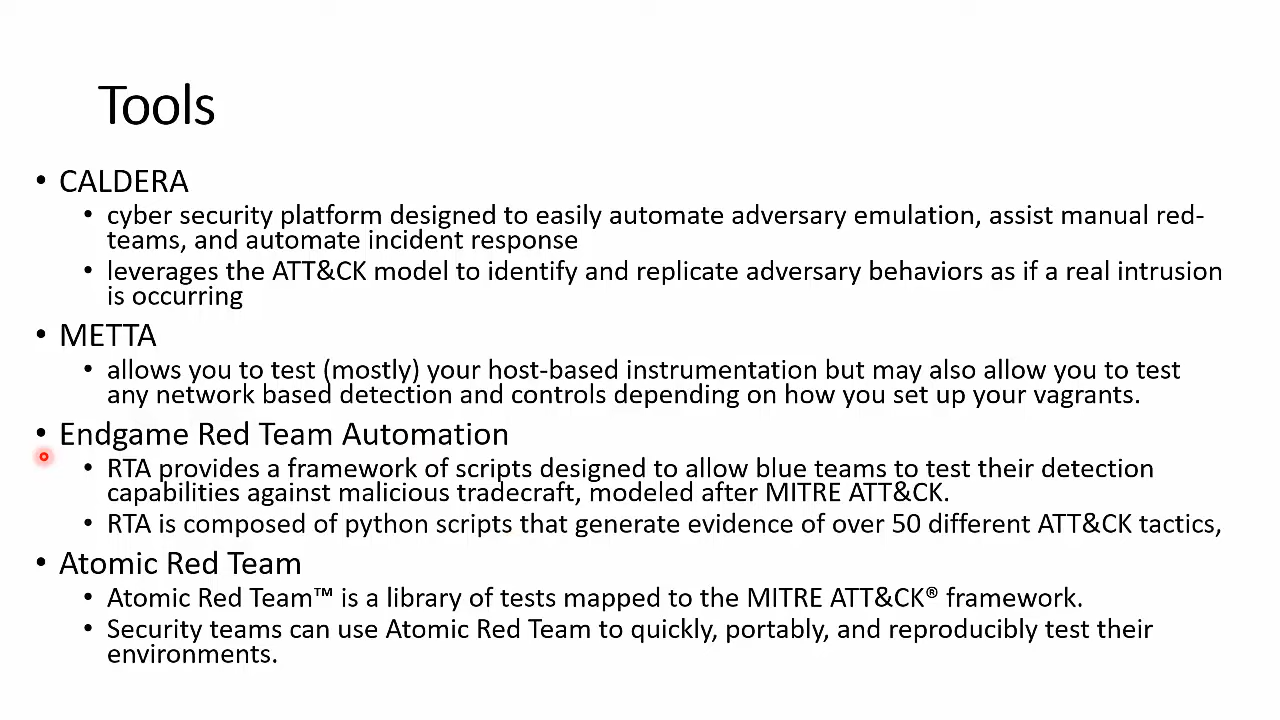 Tools
• CALDERA
• cyber security platform designed to easily automate adversary emulation, assist manual red-
teams, and automate incident response
• leverages the ATT&CK model to identify and replicate adversary behaviors as if a real intrusion
is occurring
• METTA
• allows you to test (mostly) your host-based instrumentation but may also allow you to test
any network based detection and controls depending on how you set up your vagrants.
• Endgame Red Team Automation
• RTA provides a framework of scripts designed to allow blue teams to test their detection
capabilities against malicious tradecraft, modeled after MITRE ATT&CK.
• RTA is composed of python scripts that generate evidence of over 50 different ATT&CK tactics,
• Atomic Red Team
• Atomic Red Team™ is a library of tests mapped to the MITRE ATT&CK® framework.
• Security teams can use Atomic Red Team to quickly, portably, and reproducibly test their
environments.